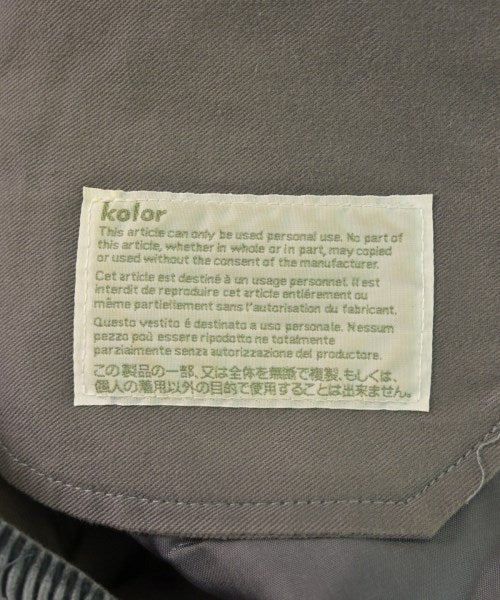 kolor
This article can only be used personal use. No part of
this article, whether in whole or in part, may copied
or used without the consent of the manufacturer.
Cet article est destiné à un usage personnel. Il est
interdit de reproduire cet article entiérement ou
même partiellement sans l'autorisation du fabricant.
Questo vestito é destinato a uso personale. Nessum
pezzo può essere ripodotto ne totalmente
parzialmente senza autorizzazione del productore.
この製品の一部、又は全体を無断で複製、もしくは、
個人の着用以外の目的で使用することは出来ません。